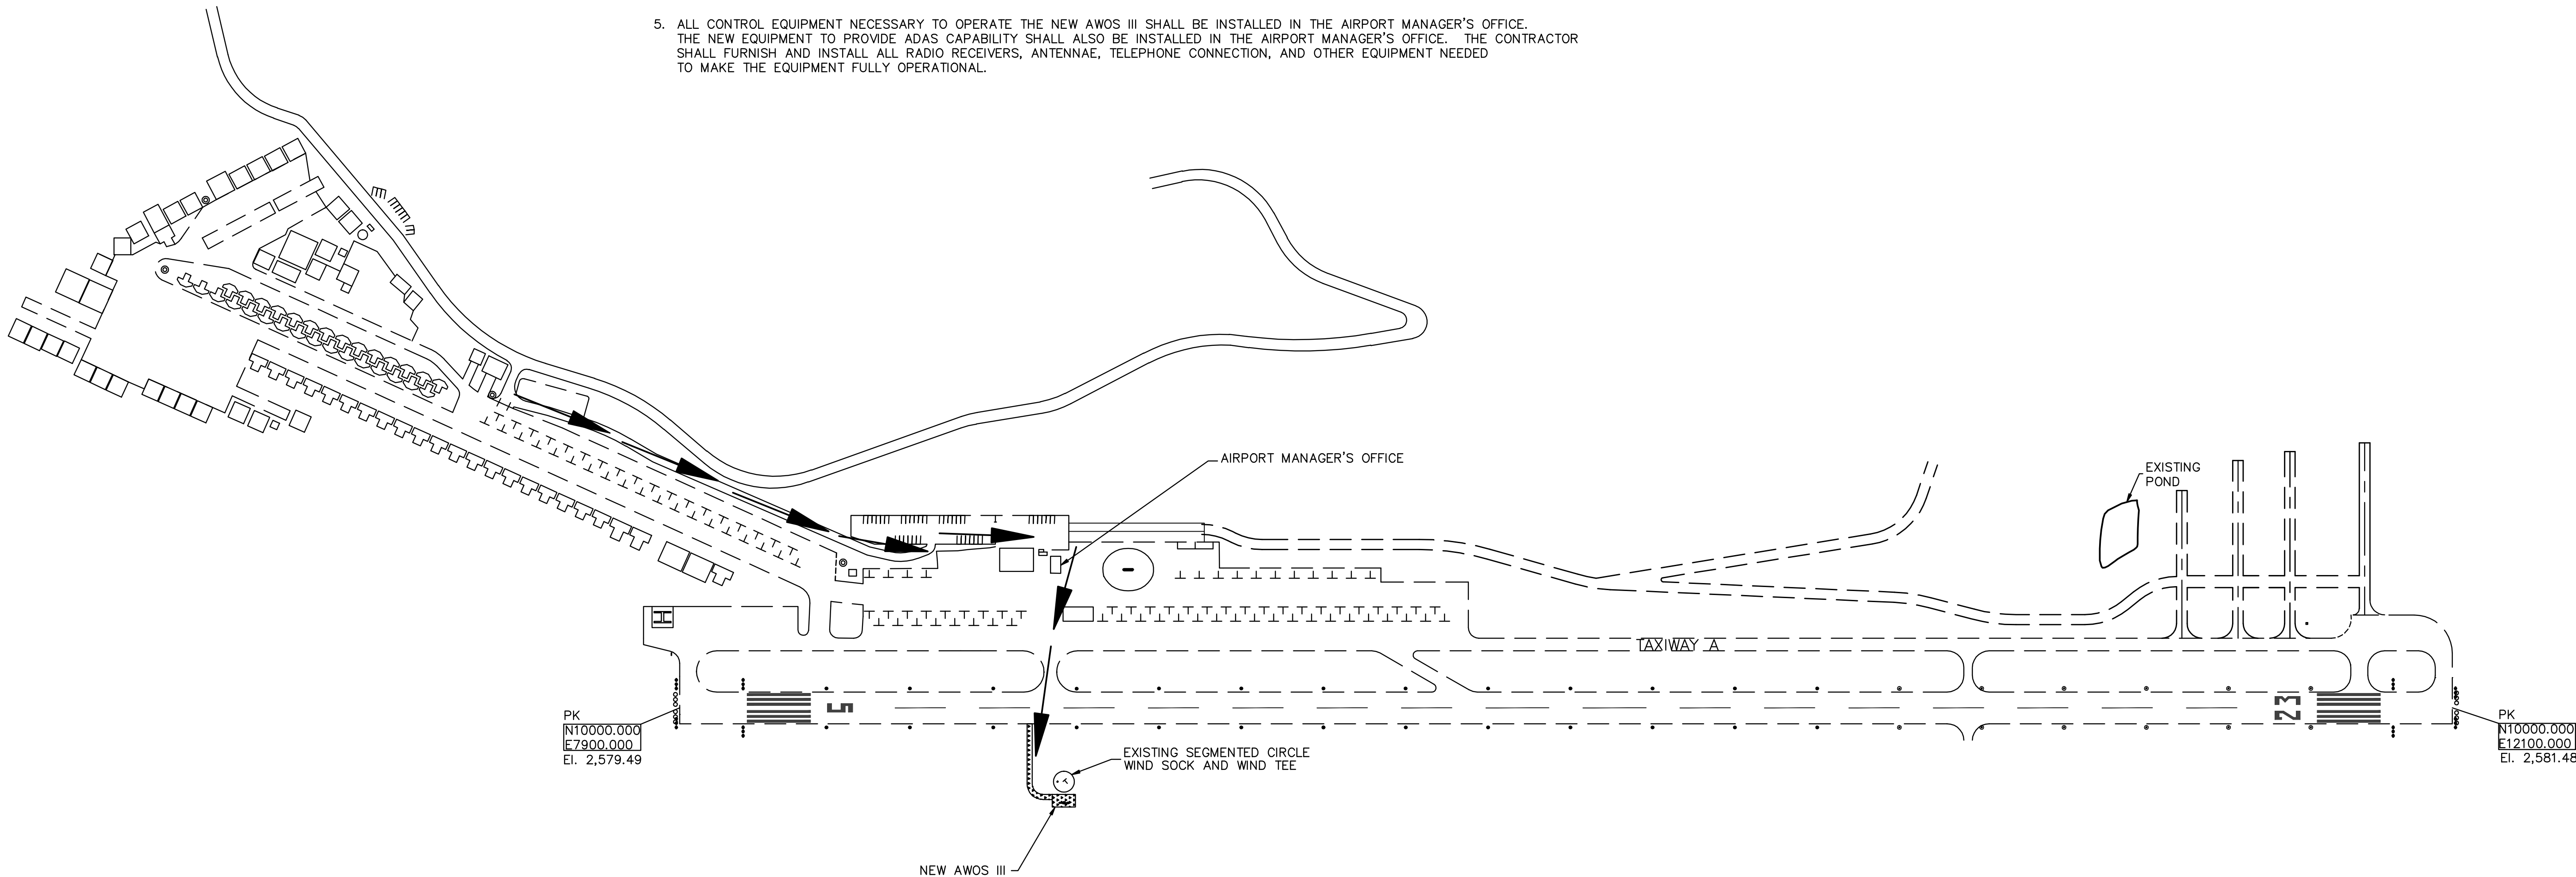 5. ALL CONTROL EQUIPMENT NECESSARY TO OPERATE THE NEW AWOS III SHALL BE INSTALLED IN THE AIRPORT MANAGER'S OFFICE.
THE NEW EQUIPMENT TO PROVIDE ADAS CAPABILITY SHALL ALSO BE INSTALLED IN THE AIRPORT MANAGER'S OFFICE. THE CONTRACTOR
SHALL FURNISH AND INSTALL ALL RADIO RECEIVERS, ANTENNAE, TELEPHONE CONNECTION, AND OTHER EQUIPMENT NEEDED
TO MAKE THE EQUIPMENT FULLY OPERATIONAL.
AIRPORT MANAGER'S OFFICE
EXISTING
POND
H
TAXIWAY A
5
23
PK
N10000.000
E7900.000
El. 2,579.49
PK
N10000.000
E12100.000
El. 2,581.48
EXISTING SEGMENTED CIRCLE
WIND SOCK AND WIND TEE
NEW AWOS III